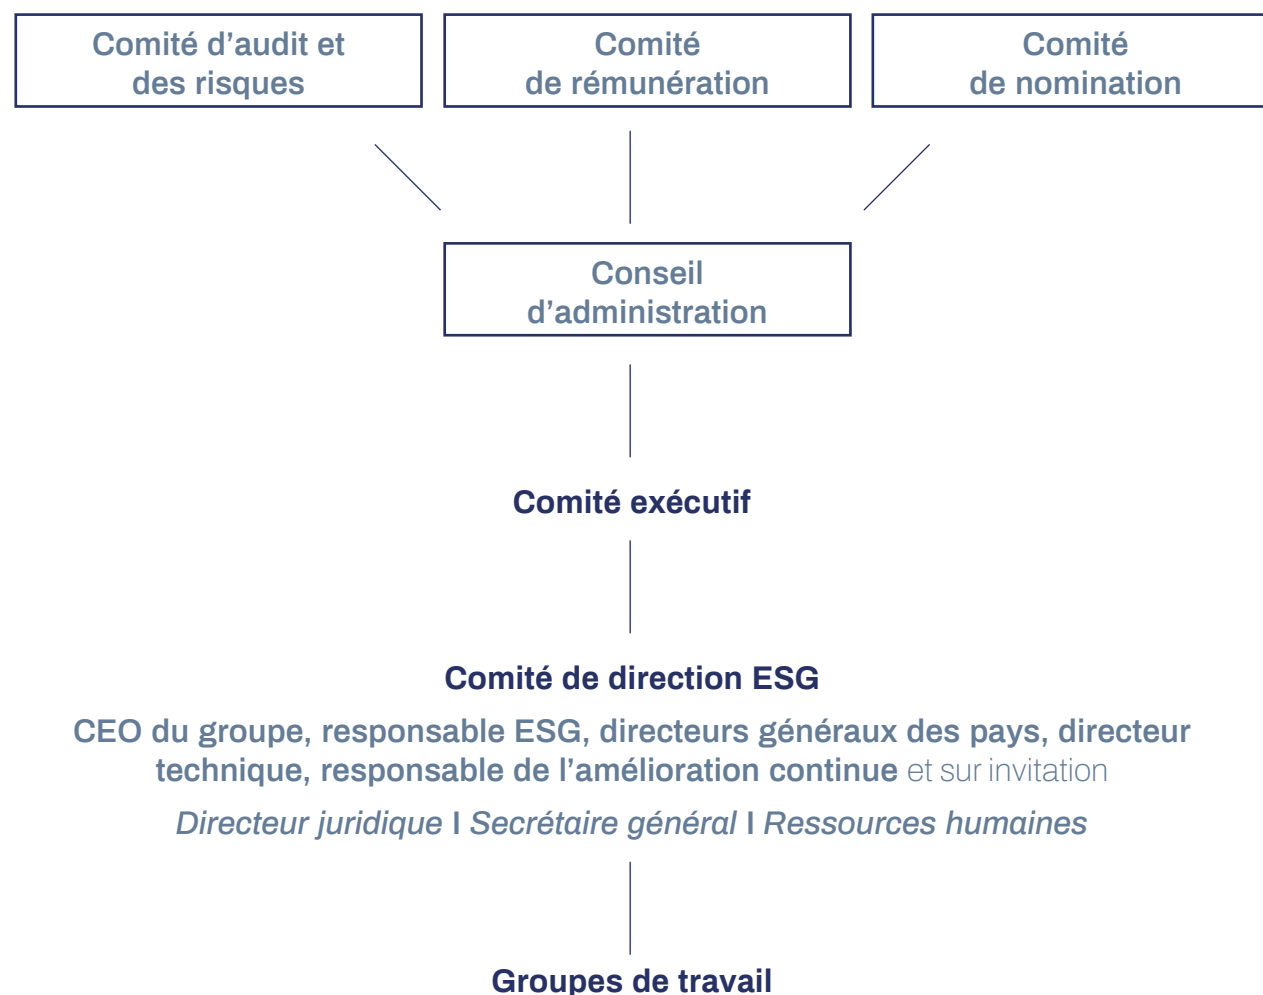 Comité d’audit et
des risques
Comité
de rémunération
Comité
de nomination
Conseil
d’administration
Comité exécutif
Comité de direction ESG
CEO du groupe, responsable ESG, directeurs généraux des pays, directeur
technique, responsable de l’amélioration continue et sur invitation
Directeur juridique I Secrétaire général I Ressources humaines
Groupes de travail